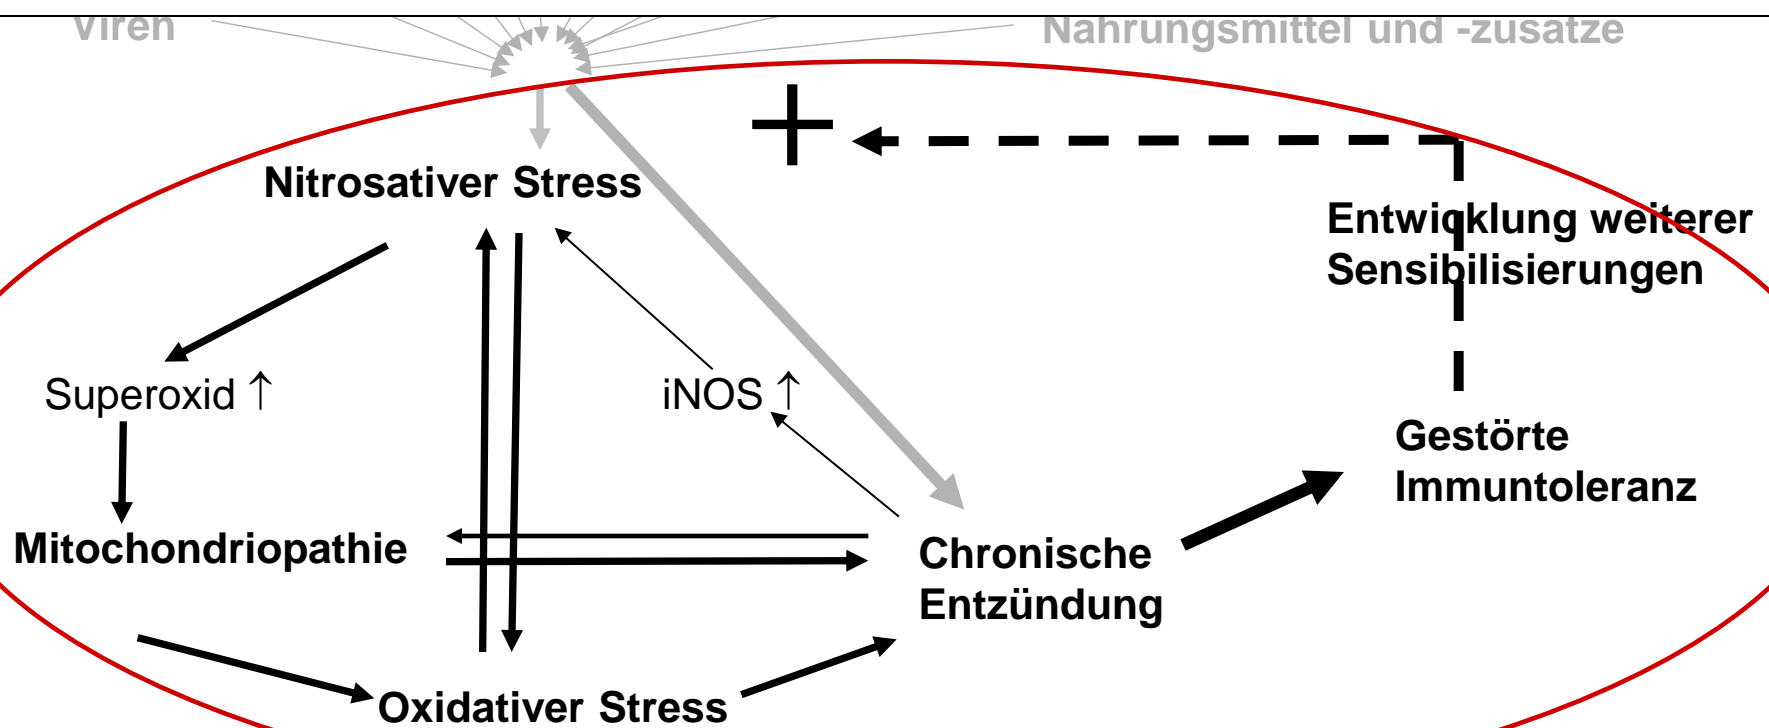 Viren
Nahrungsmittel und -zusätze
Nitrosativer Stress
Entwicklung weiterer
Sensibilisierungen
Superoxid ↑
iNOS ↑
Gestörte
Immuntoleranz
Mitochondriopathie
Chronische
Entzündung
Oxidativer Stress